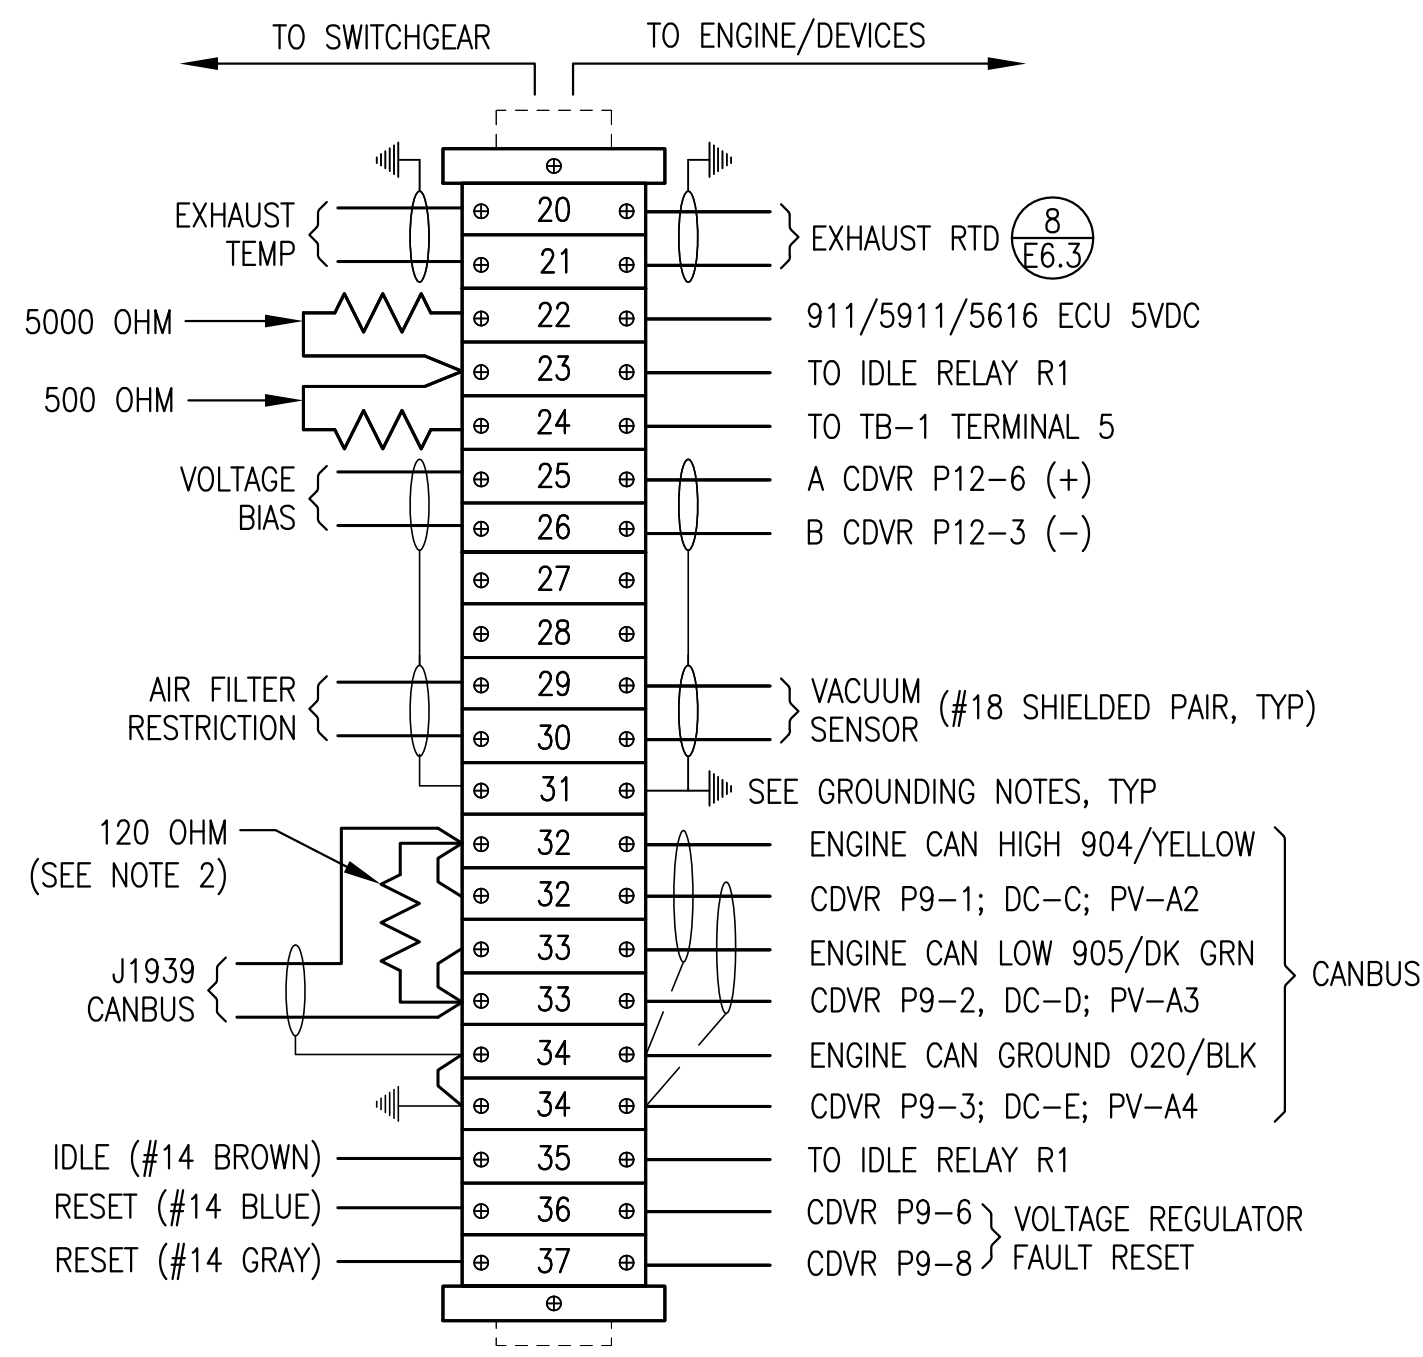 TO SWITCHGEAR
TO ENGINE/DEVICES
EXHAUST
TEMP
20
21
EXHAUST RTD
8
E6.3
5000 OHM
22
911/5911/5616 ECU 5VDC
23
TO IDLE RELAY R1
500 OHM
24
TO TB-1 TERMINAL 5
VOLTAGE
BIAS
25
A CDVR P12-6 (+)
26
B CDVR P12-3 (-)
27
28
AIR FILTER
RESTRICTION
29
30
VACUUM
SENSOR
(#18 SHIELDED PAIR, TYP)
31
SEE GROUNDING NOTES, TYP
120 OHM
(SEE NOTE 2)
32
ENGINE CAN HIGH 904/YELLOW
32
CDVR P9-1; DC-C; PV-A2
33
ENGINE CAN LOW 905/DK GRN
J1939
CANBUS
33
CDVR P9-2, DC-D; PV-A3
CANBUS
34
ENGINE CAN GROUND 020/BLK
34
CDVR P9-3; DC-E; PV-A4
IDLE (#14 BROWN)
35
TO IDLE RELAY R1
RESET (#14 BLUE)
36
CDVR P9-6
RESET (#14 GRAY)
37
CDVR P9-8
VOLTAGE REGULATOR
FAULT RESET